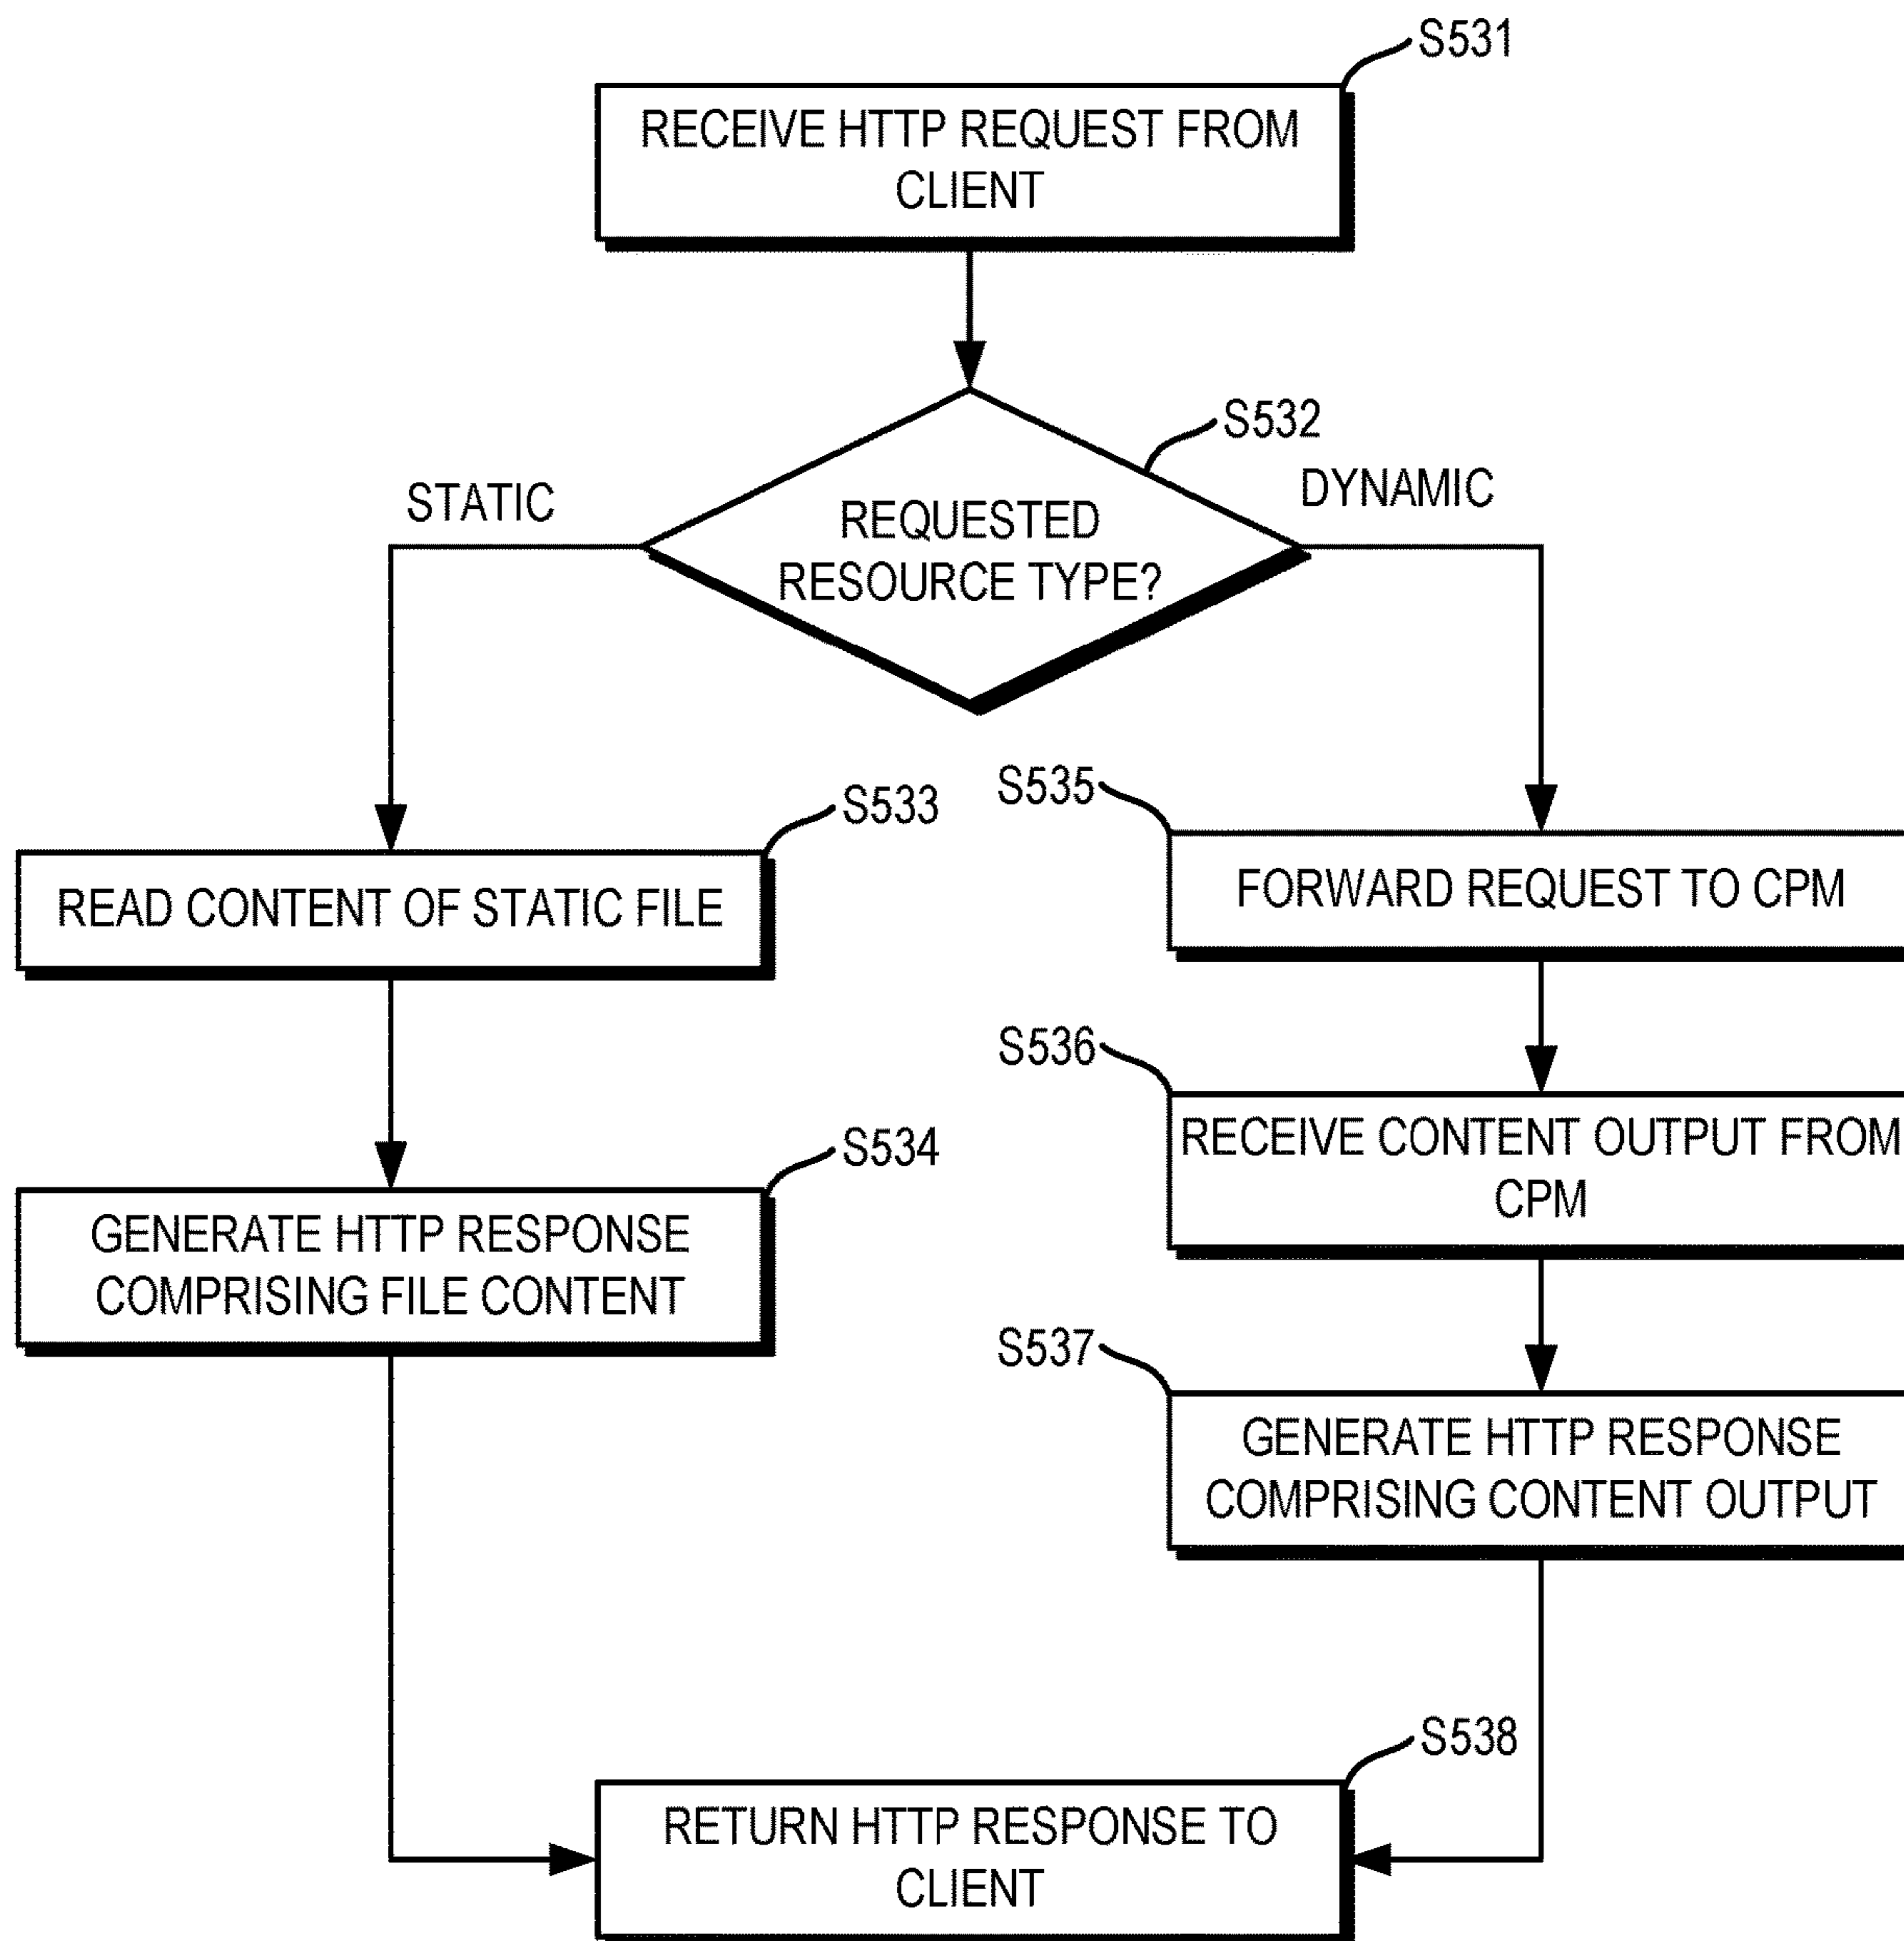 S531
RECEIVE HTTP REQUEST FROM
CLIENT
S532
STATIC
DYNAMIC
REQUESTED
RESOURCE TYPE?
S533
READ CONTENT OF STATIC FILE
S534
GENERATE HTTP RESPONSE
COMPRISING FILE CONTENT
S535
FORWARD REQUEST TO CPM
S536
RECEIVE CONTENT OUTPUT FROM
CPM
S537
GENERATE HTTP RESPONSE
COMPRISING CONTENT OUTPUT
S538
RETURN HTTP RESPONSE TO
CLIENT